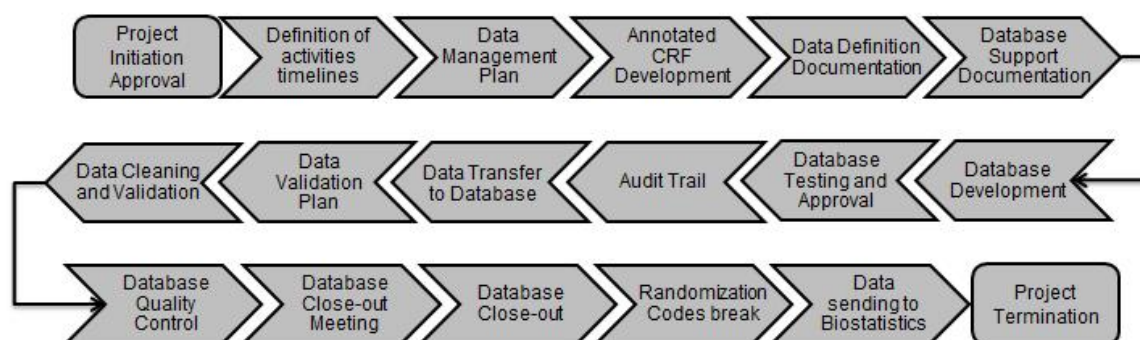 Project
Initiation
Approval
Definition of
activities
timelines
Data
Management
Plan
Annotated
CRF
Development
Data Definition
Documentation
Database
Support
Documentation
Database
Development
Database
Testing and
Approval
Audit Trail
Data Transfer
to Database
Data
Validation
Plan
Data Cleaning
and Validation
Database
Quality
Control
Database
Close-out
Meeting
Database
Close-out
Randomization
Codes break
Data
sending to
Biostatistics
Project
Termination